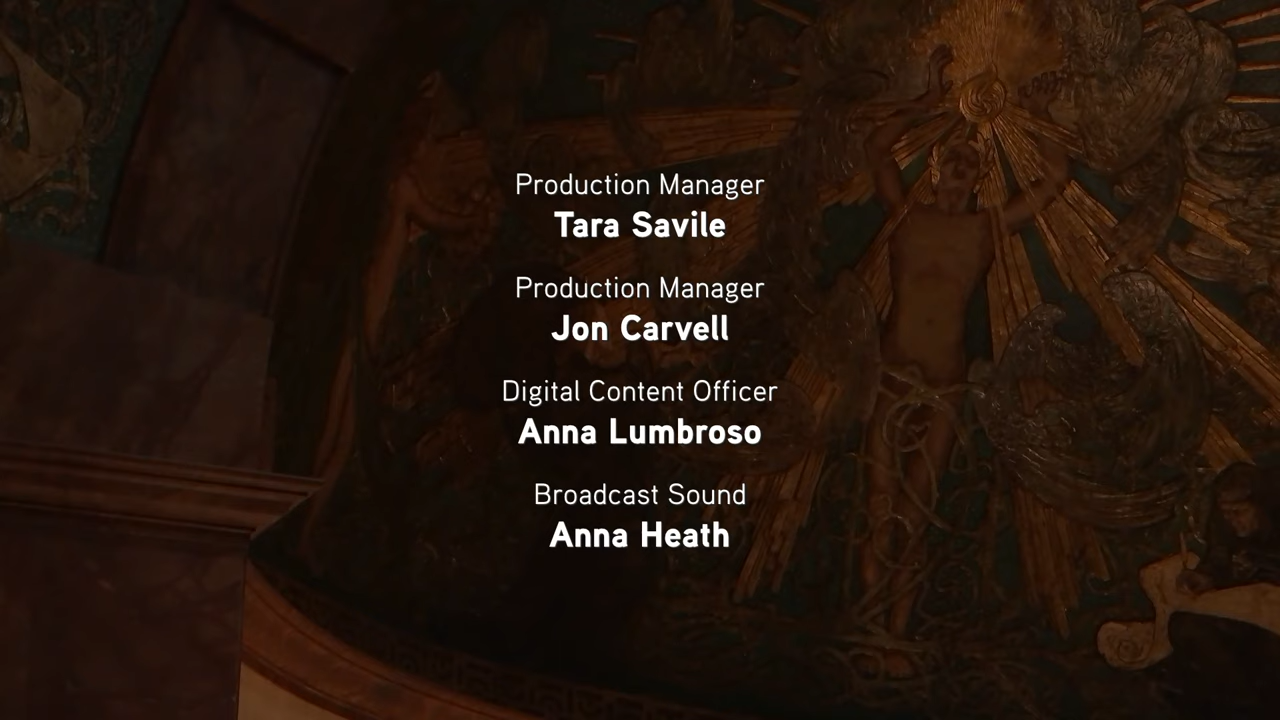 Production Manager
Tara Savile
Production Manager
Jon Carvell
Digital Content Officer
Anna Lumbroso
Broadcast Sound
Anna Heath